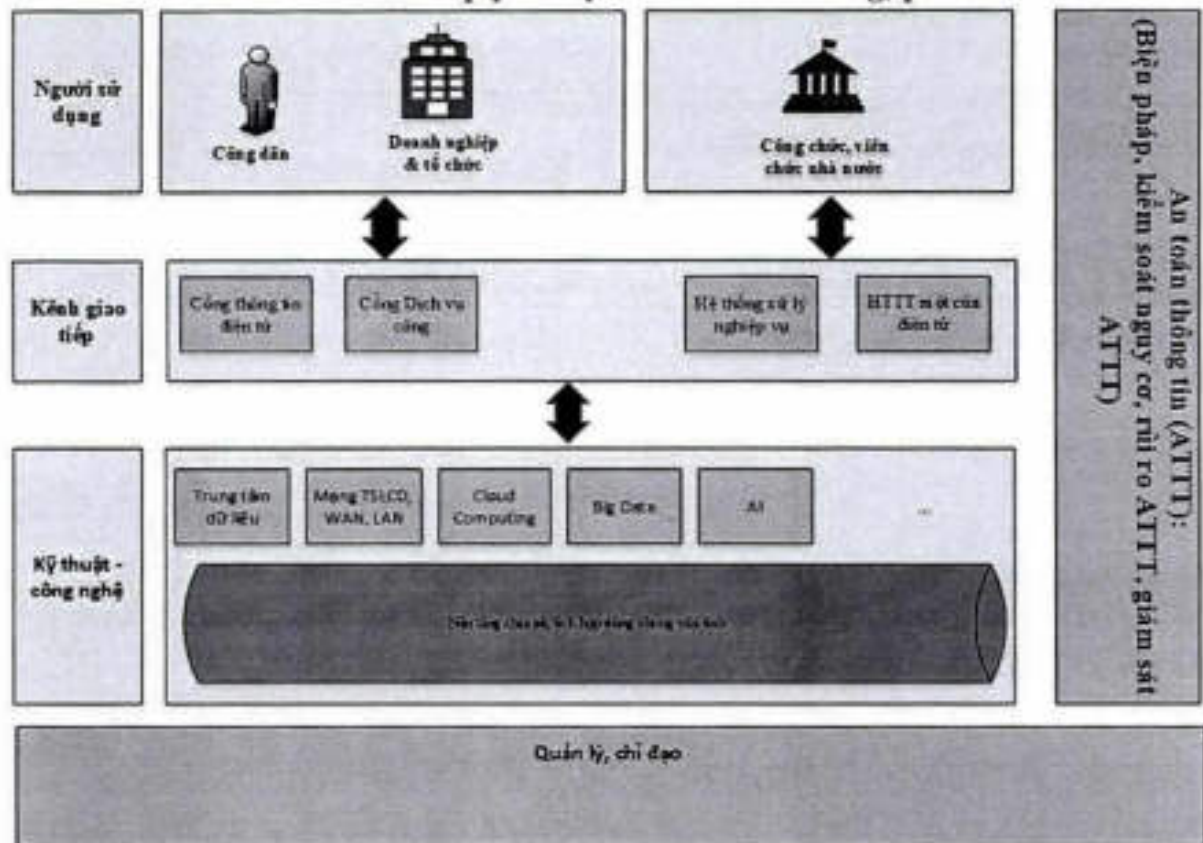 Người sử
dụng
Công dân
Doanh nghiệp
& tổ chức
Công chức, viên
chức nhà nước
Kênh giao
tiếp
Cổng thông tin
điện tử
Cổng Dịch vụ
công
Hệ thống xử lý
nghiệp vụ
HTTT một cửa
điện tử
Kỹ thuật -
công nghệ
Trung tâm
dữ liệu
Mạng TSLCD,
WAN, LAN
Cloud
Computing
Big Data
AI
...
Quản lý, chỉ đạo
An toàn thông tin (ATTT):
(Biện pháp, kiểm soát nguy cơ, rủi ro ATTT, giám sát
ATTT)